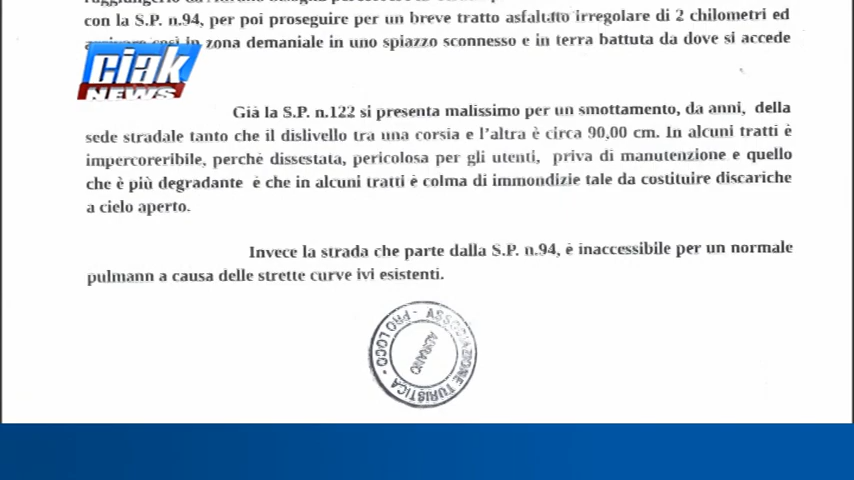 con la S.P. n.94, per poi proseguire per un breve tratto asfaltato irregolare di 2 chilometri ed
in zona demaniale in uno spiazzo sconnesso e in terra battuta da dove si accede
ciak
NEWS
Già la S.P. n.122 si presenta malissimo per un smottamento, da anni, della
sede stradale tanto che il dislivello tra una corsia e l'altra è circa 90,00 cm. In alcuni tratti è
impercoreribile, perchè dissestata, pericolosa per gli utenti, priva di manutenzione e quello
che è più degradante è che in alcuni tratti è colma di immondizie tale da costituire discariche
a cielo aperto.
Invece la strada che parte dalla S.P. n.94, è inaccessibile per un normale
pulmann a causa delle strette curve ivi esistenti.
ASSOCIAZIONE TURISTICA - PRO LOCO -
ADRANO